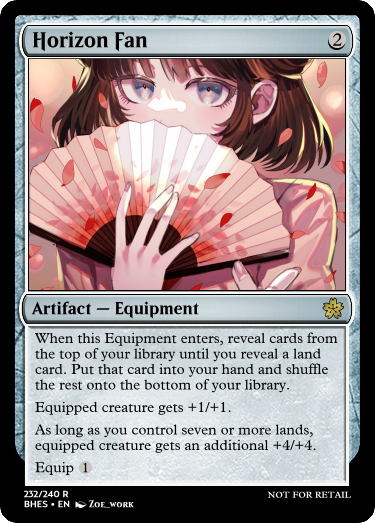 Horizon Fan 2
Artifact — Equipment
When this Equipment enters, reveal cards from
the top of your library until you reveal a land
card. Put that card into your hand and shuffle
the rest onto the bottom of your library.
Equipped creature gets +1/+1.
As long as you control seven or more lands,
equipped creature gets an additional +4/+4.
Equip 1
232/240 R
NOT FOR RETAIL
BHES • EN Zoe_work